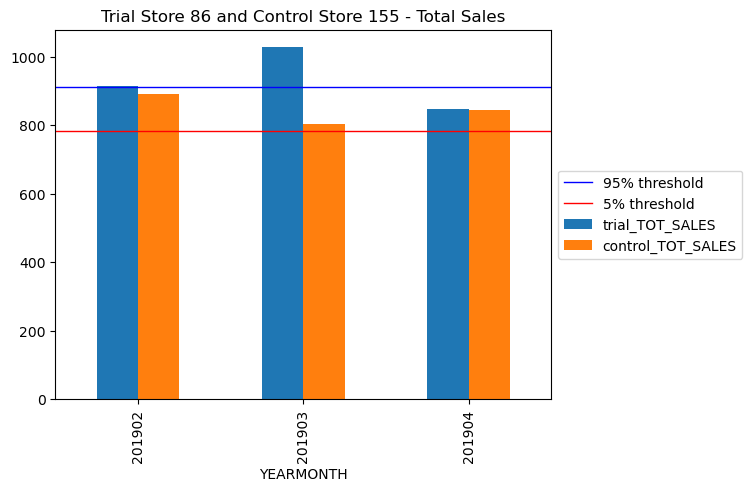 Trial Store 86 and Control Store 155 - Total Sales
1000
800
600
400
200
0
201902
201903
201904
YEARMONTH
95% threshold
5% threshold
trial_TOT_SALES
control_TOT_SALES